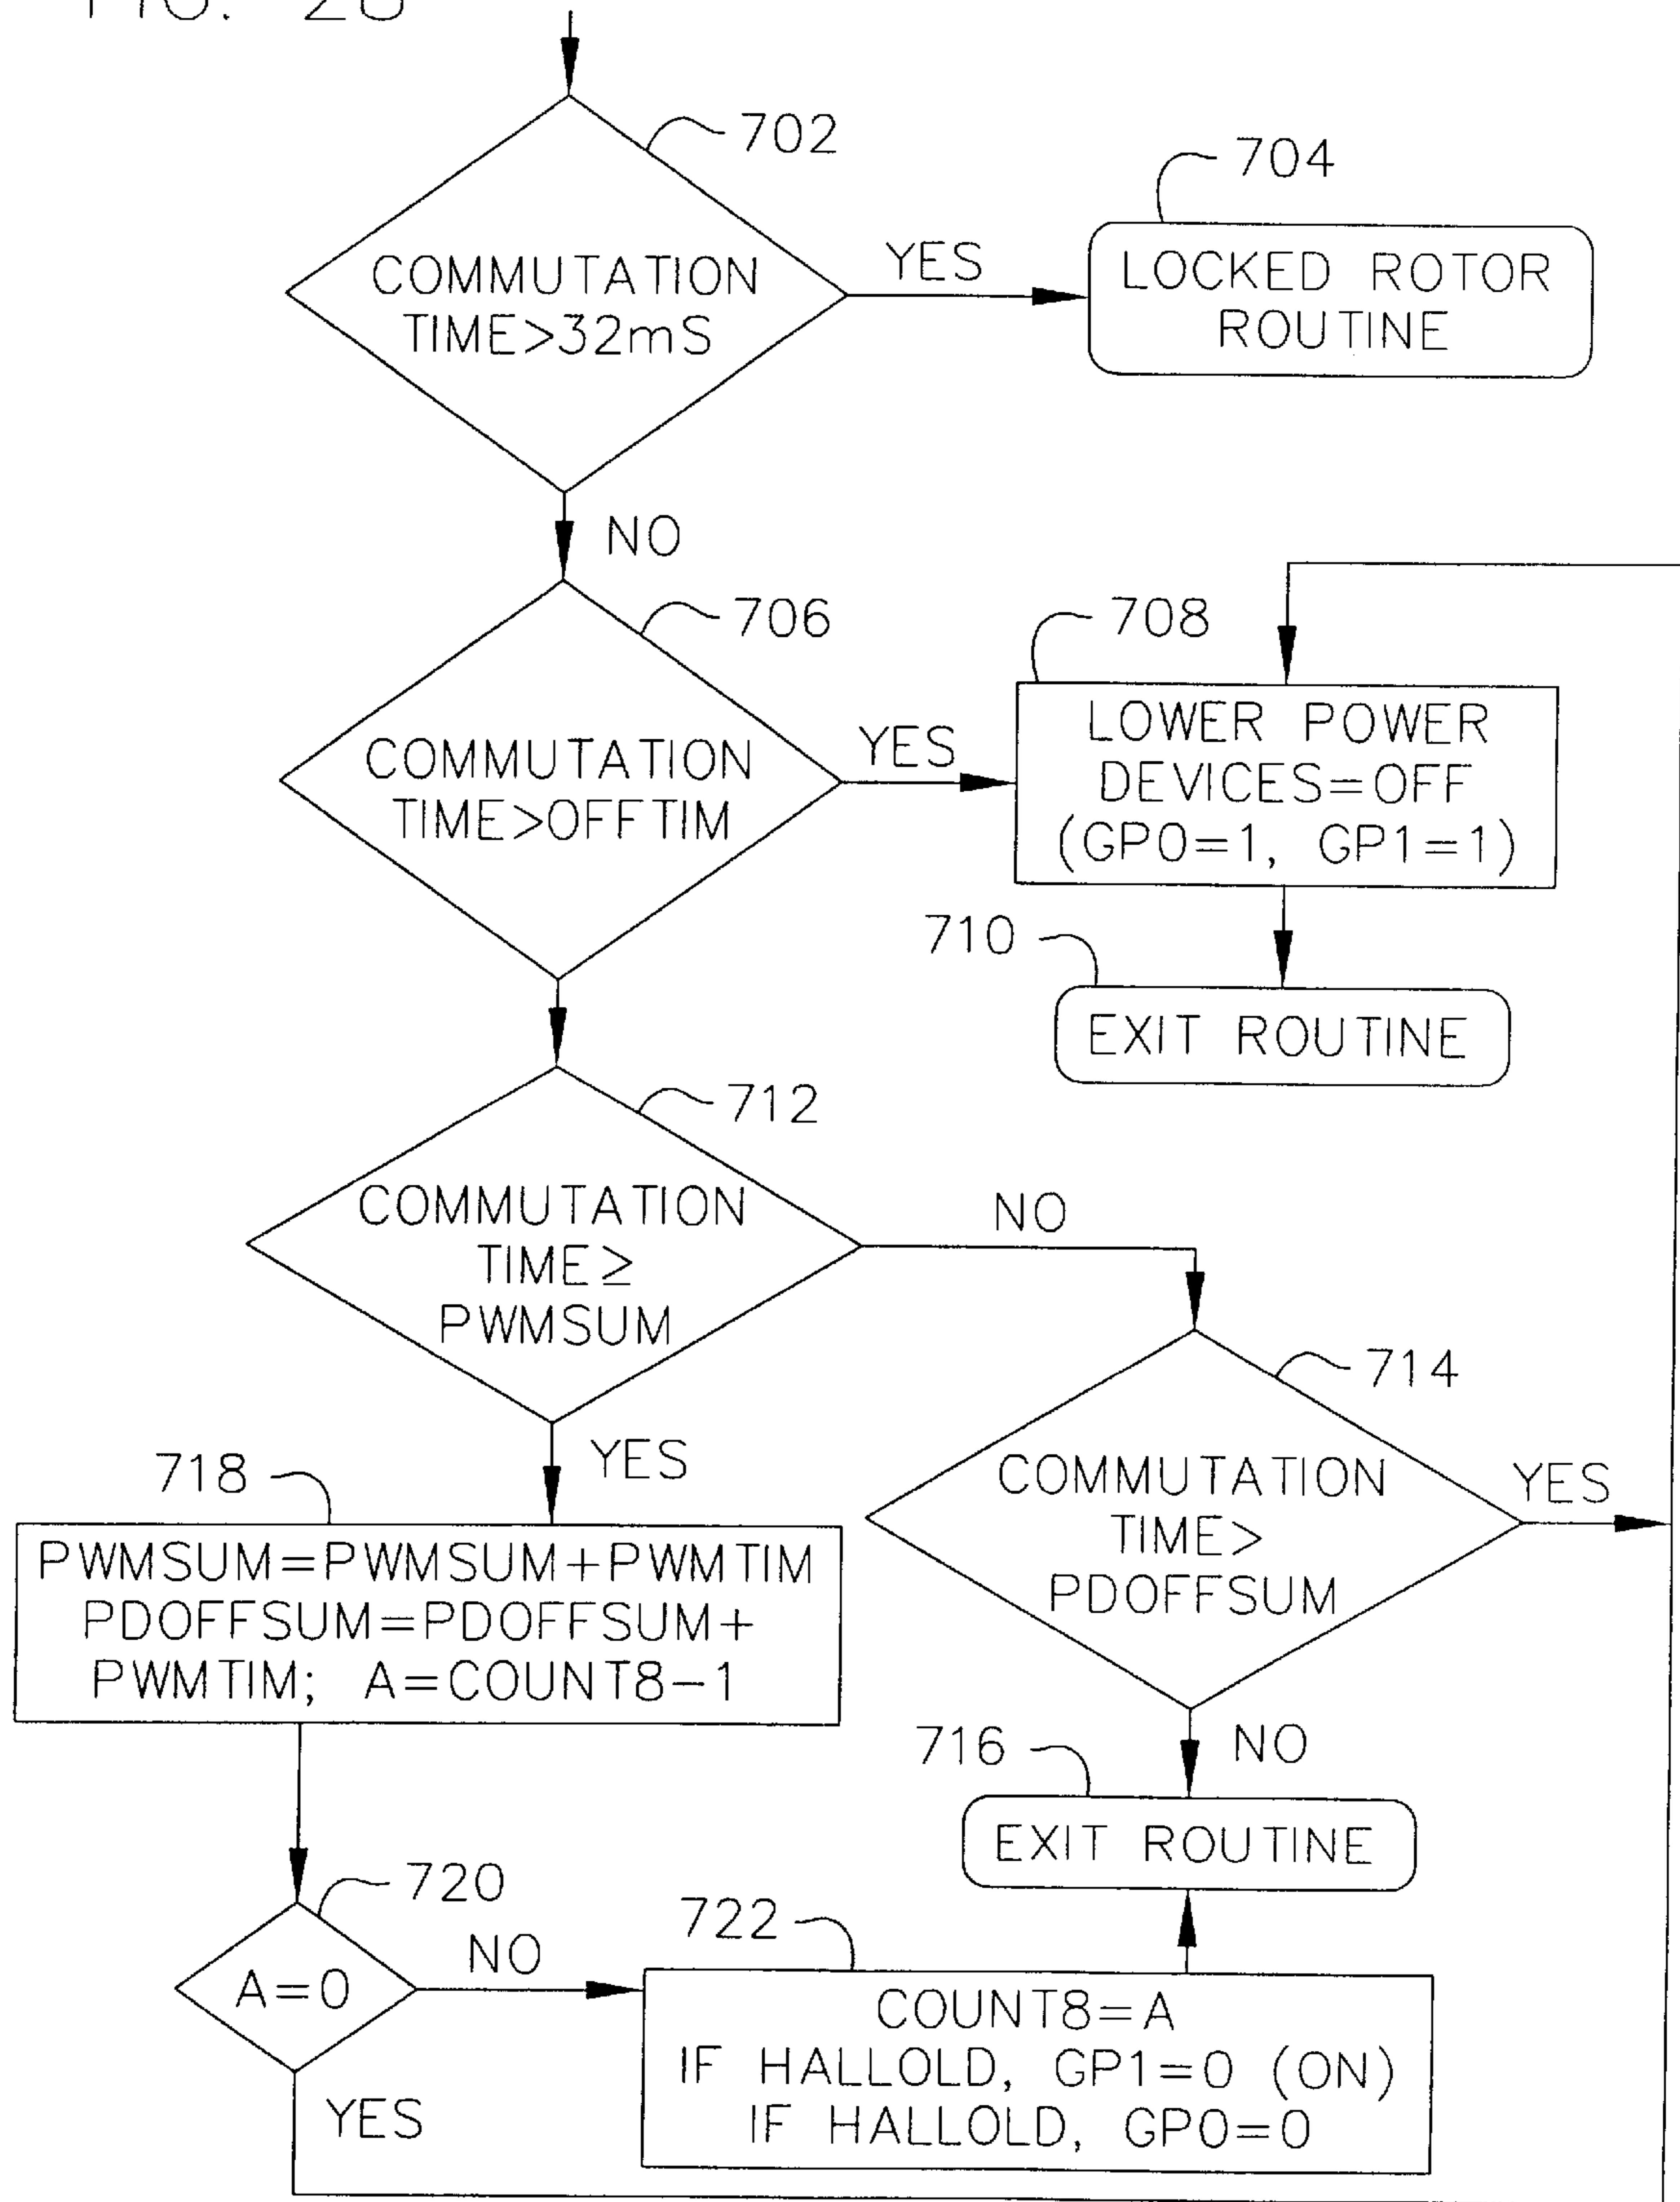 702
704
COMMUTATION
TIME>32mS
YES
LOCKED ROTOR
ROUTINE
NO
706
708
COMMUTATION
TIME>OFFTIM
YES
LOWER POWER
DEVICES=OFF
(GP0=1, GP1=1)
710
EXIT ROUTINE
712
COMMUTATION
TIME≥
PWMSUM
NO
714
COMMUTATION
TIME>
PDOFFSUM
YES
YES
718
PWMSUM=PWMSUM+PWMTIM
PDOFFSUM=PDOFFSUM+
PWMTIM; A=COUNT8-1
716
NO
EXIT ROUTINE
720
A=0
NO
722
COUNT8=A
IF HALLOLD, GP1=0 (ON)
IF HALLOLD, GP0=0
YES